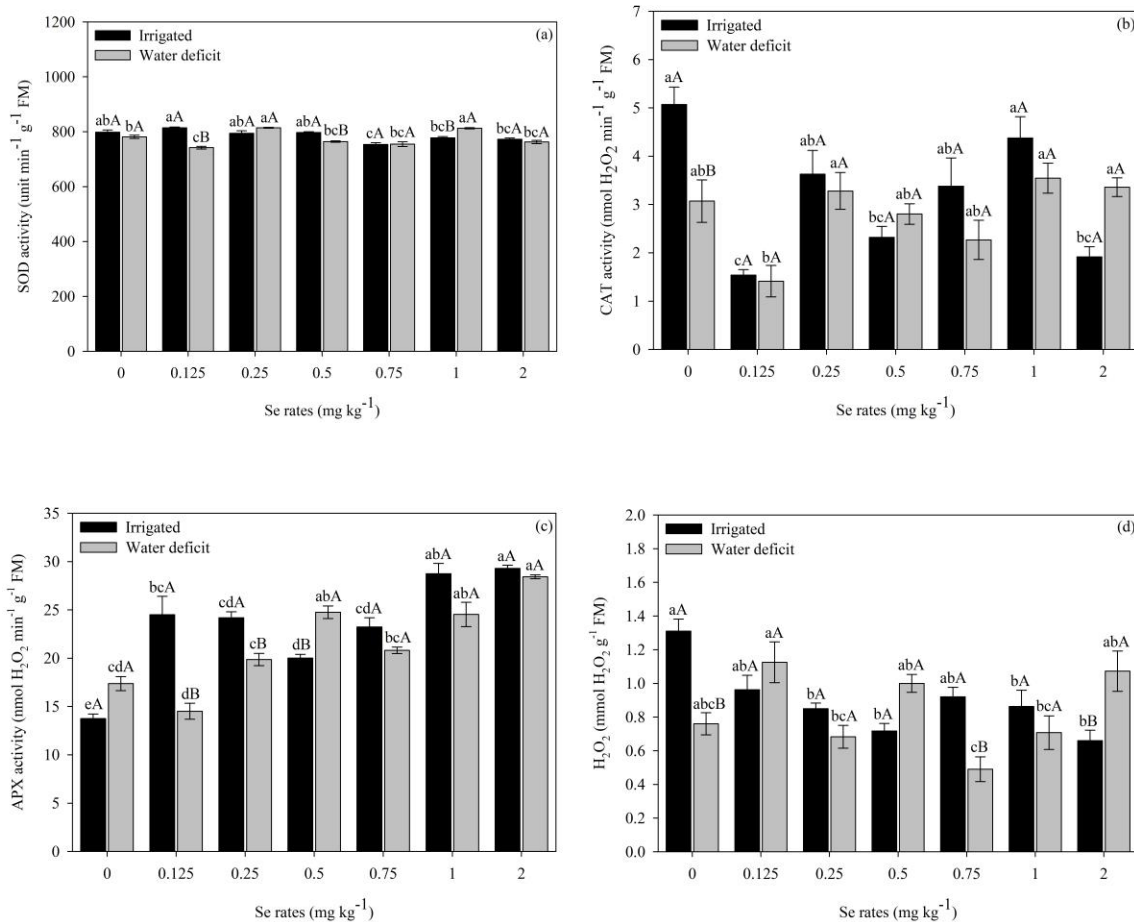 (a)
Irrigated
Water deficit
SOD activity (unit min⁻¹ g⁻¹ FM)
1200
1000
800
600
400
200
0
abA bA aA cB abA aA abA bcB cA bcA bcB aA bcA bcA
0 0.125 0.25 0.5 0.75 1 2
Se rates (mg kg⁻¹)
(b)
Irrigated
Water deficit
CAT activity (nmol H₂O₂ min⁻¹ g⁻¹ FM)
7
6
5
4
3
2
1
0
aA abB cA bA abA aA bcA abA abA abA aA aA bcA aA
0 0.125 0.25 0.5 0.75 1 2
Se rates (mg kg⁻¹)
(c)
Irrigated
Water deficit
APX activity (nmol H₂O₂ min⁻¹ g⁻¹ FM)
35
30
25
20
15
10
5
0
eA cdA bcA dB cdA cB dB abA cdA bcA abA abA aA aA
0 0.125 0.25 0.5 0.75 1 2
Se rates (mg kg⁻¹)
(d)
Irrigated
Water deficit
H₂O₂ (mmol H₂O₂ g⁻¹ FM)
2.0
1.8
1.6
1.4
1.2
1.0
0.8
0.6
0.4
0.2
0.0
aA abcB abA aA bA bcA bA abA abA cB bA bcA bB abA
0 0.125 0.25 0.5 0.75 1 2
Se rates (mg kg⁻¹)